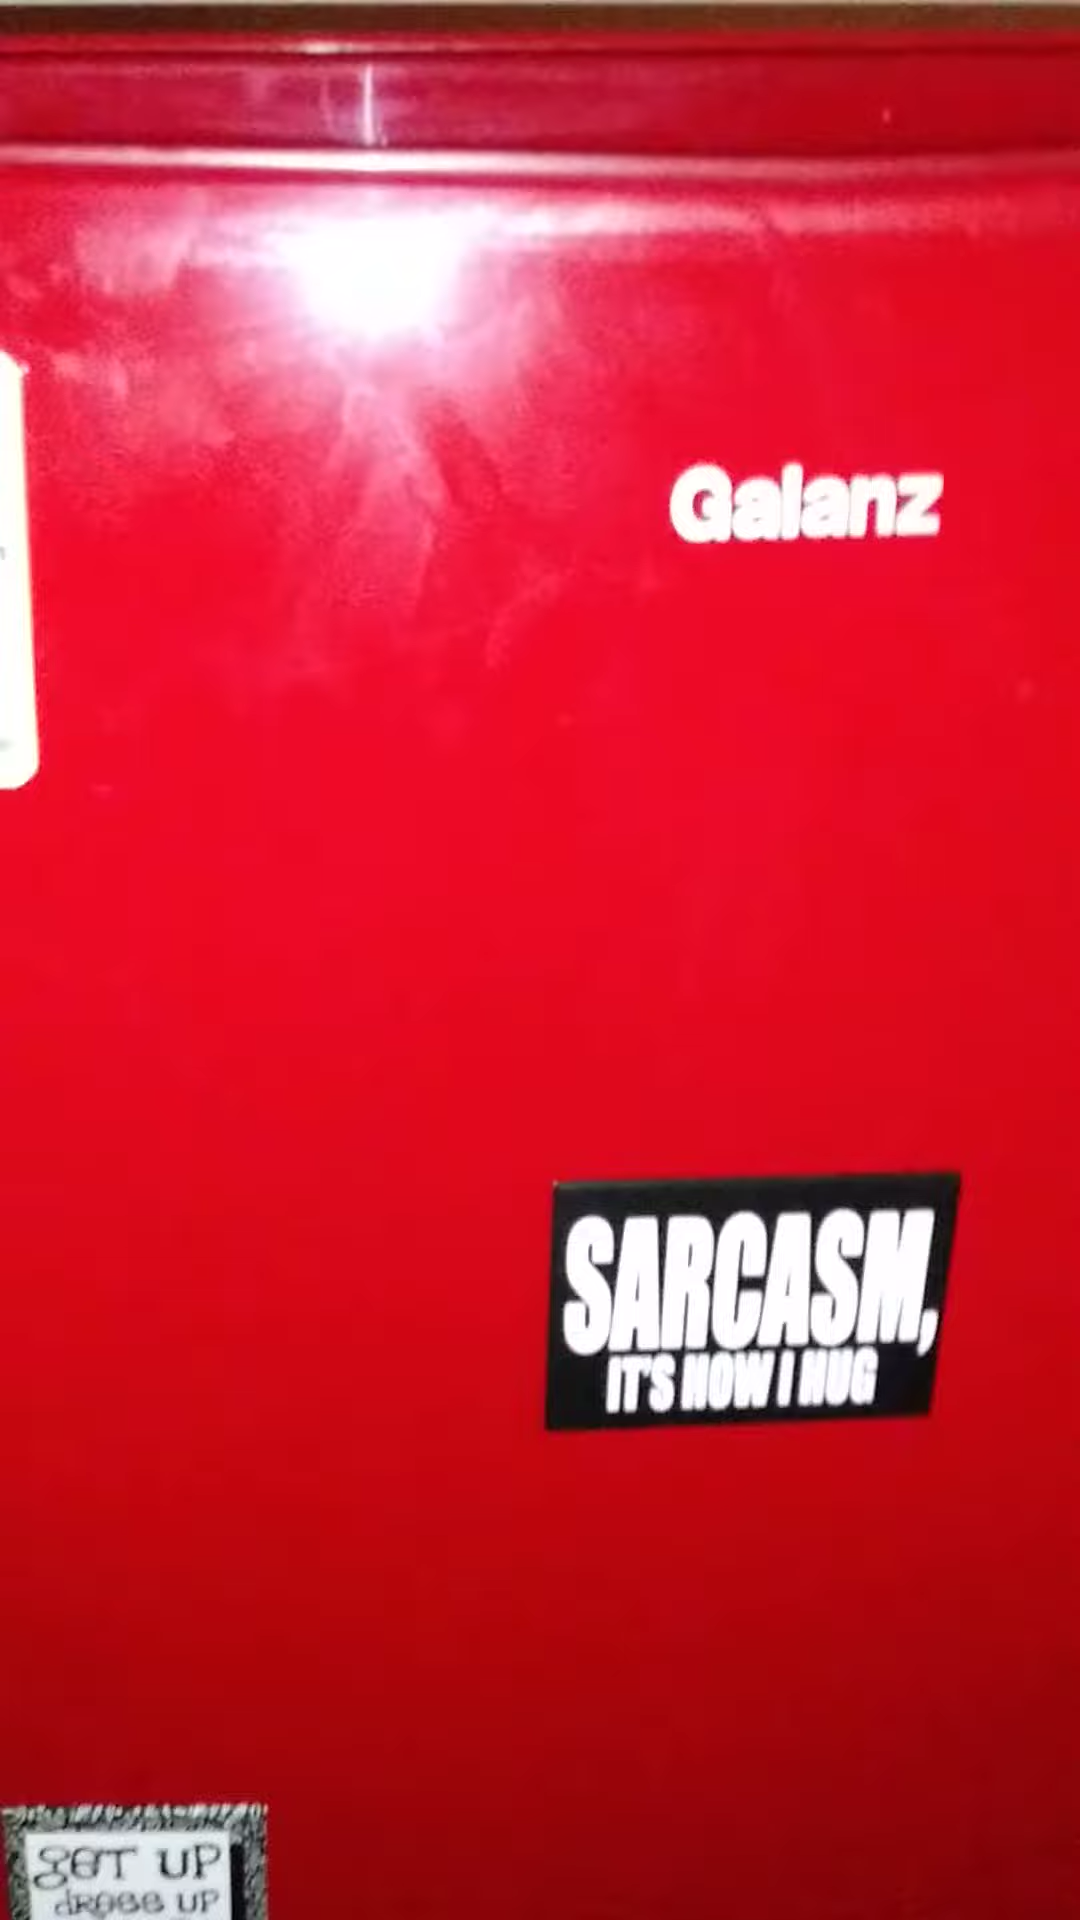 Galanz
SARCASM,
IT'S HOW I HUG
GET UP
dRess UP